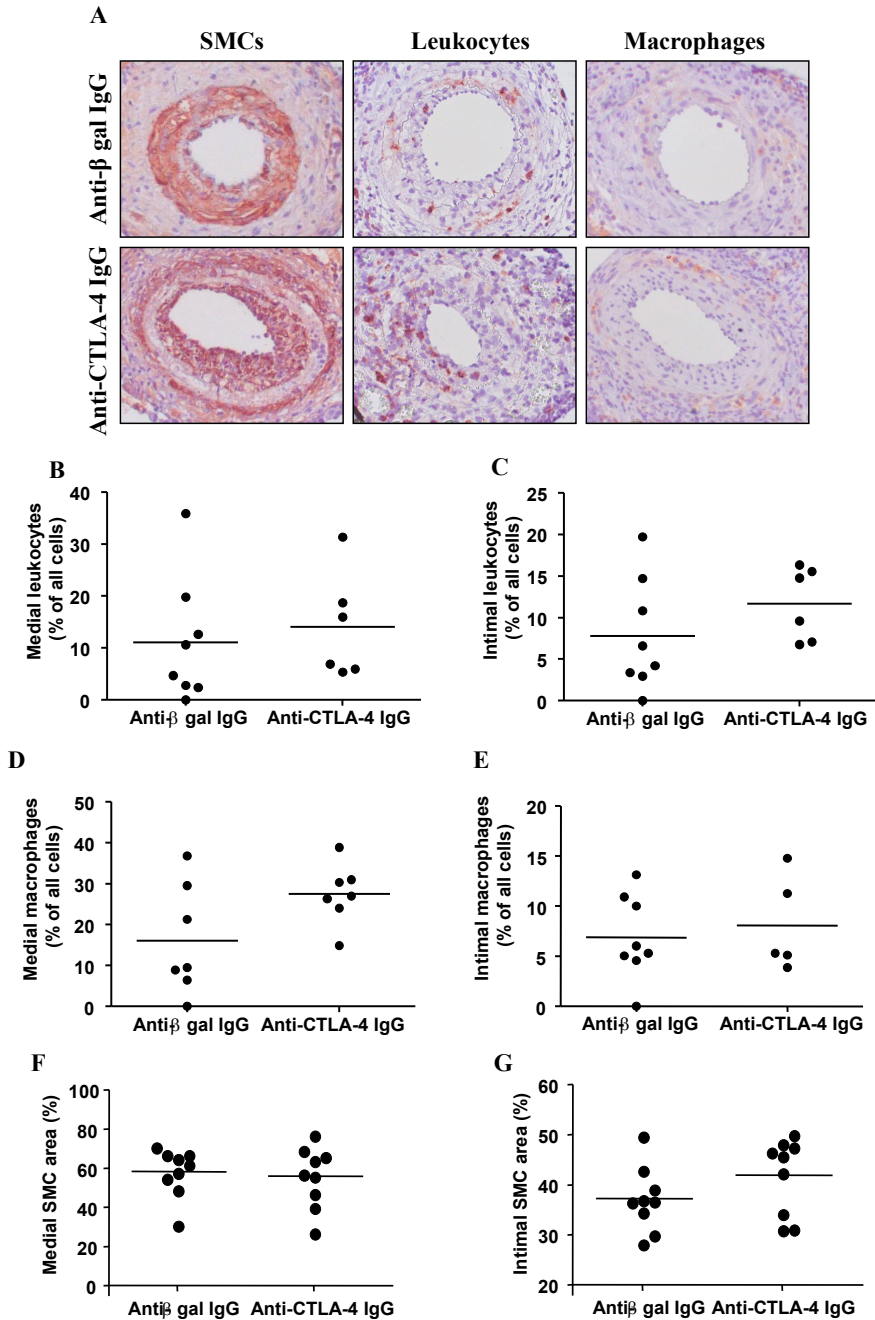 A
SMCs Leukocytes Macrophages
Anti-β gal IgG
Anti-CTLA-4 IgG
B
Medial leukocytes
(% of all cells)
40
30
20
10
0
Anti-β gal IgG Anti-CTLA-4 IgG
C
Intimal leukocytes
(% of all cells)
25
20
15
10
5
0
Anti-β gal IgG Anti-CTLA-4 IgG
D
Medial macrophages
(% of all cells)
50
40
30
20
10
0
Anti-β gal IgG Anti-CTLA-4 IgG
E
Intimal macrophages
(% of all cells)
20
15
10
5
0
Anti-β gal IgG Anti-CTLA-4 IgG
F
Medial SMC area (%)
100
80
60
40
20
0
Anti-β gal IgG Anti-CTLA-4 IgG
G
Intimal SMC area (%)
60
50
40
30
20
Anti-β gal IgG Anti-CTLA-4 IgG